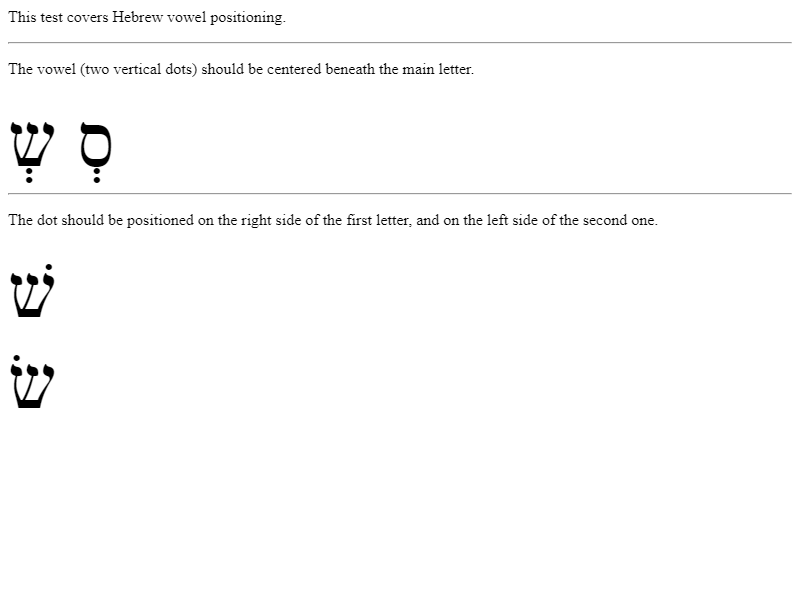 This test covers Hebrew vowel positioning.
The vowel (two vertical dots) should be centered beneath the main letter.
סְ שְ
The dot should be positioned on the right side of the first letter, and on the left side of the second one.
שׁ
שׂ